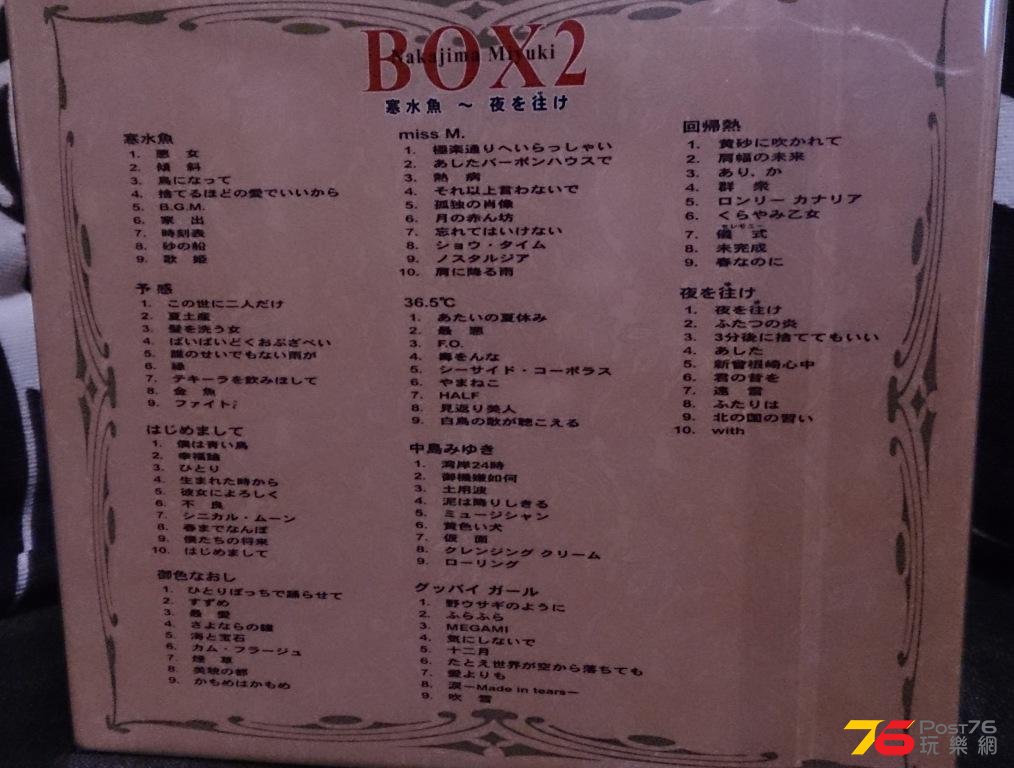 BOX2
Nakajima Miyuki
寒水魚 ～ 夜を往け
寒水魚
1. 悪 女
2. 傾 斜
3. 鳥になって
4. 捨てるほどの愛でいいから
5. B.G.M.
6. 家 出
7. 時刻表
8. 砂の船
9. 歌 姫
予感
1. この世に二人だけ
2. 夏土産
3. 髪を洗う女
4. ばいばいどくおぶざべい
5. 誰のせいでもない雨が
6. 縁
7. テキーラを飲みほして
8. 金 魚
9. ファイト!
はじめまして
1. 僕は青い鳥
2. 幸福論
3. ひとり
4. 生まれた時から
5. 彼女によろしく
6. 不 良
7. シニカル・ムーン
8. 春までなんぼ
9. 僕たちの将来
10. はじめまして
御色なおし
1. ひとりぼっちで踊らせて
2. すずめ
3. 最 愛
4. さよならの鐘
5. 海と宝石
6. カム・フラージュ
7. 煙 草
8. 美貌の都
9. かもめはかもめ
miss M.
1. 極楽通りへいらっしゃい
2. あしたバーボンハウスで
3. 熱 病
4. それ以上言わないで
5. 孤独の肖像
6. 月の赤ん坊
7. 忘れてはいけない
8. ショウ・タイム
9. ノスタルジア
10. 肩に降る雨
36.5℃
1. あたいの夏休み
2. 最 悪
3. F.O.
4. 毒をんな
5. シーサイド・コーポラス
6. やまねこ
7. HALF
8. 見返り美人
9. 白鳥の歌が聴こえる
中島みゆき
1. 湾岸24時
2. 御機嫌如何
3. 土用波
4. 泥は降りしきる
5. ミュージシャン
6. 黄色い犬
7. 仮 面
8. クレンジング クリーム
9. ローリング
グッバイ ガール
1. 野ウサギのように
2. ふらふら
3. MEGAMI
4. 気にしないで
5. 十二月
6. たとえ世界が空から落ちても
7. 愛よりも
8. 涙－Made in tears－
9. 吹 雪
回帰熱
1. 黄砂に吹かれて
2. 肩幅の未来
3. あり，か
4. 群 衆
5. ロンリー カナリア
6. くらやみ乙女
7. 儀 式
セレモニー
8. 未完成
9. 春なのに
夜を往け
1. 夜を往け
2. ふたつの炎
3. 3分後に捨ててもいい
4. あした
5. 新曾根崎心中
6. 君の昔を
7. 遠 雷
8. ふたりは
9. 北の国の習い
10. with
76 POST76
玩樂網